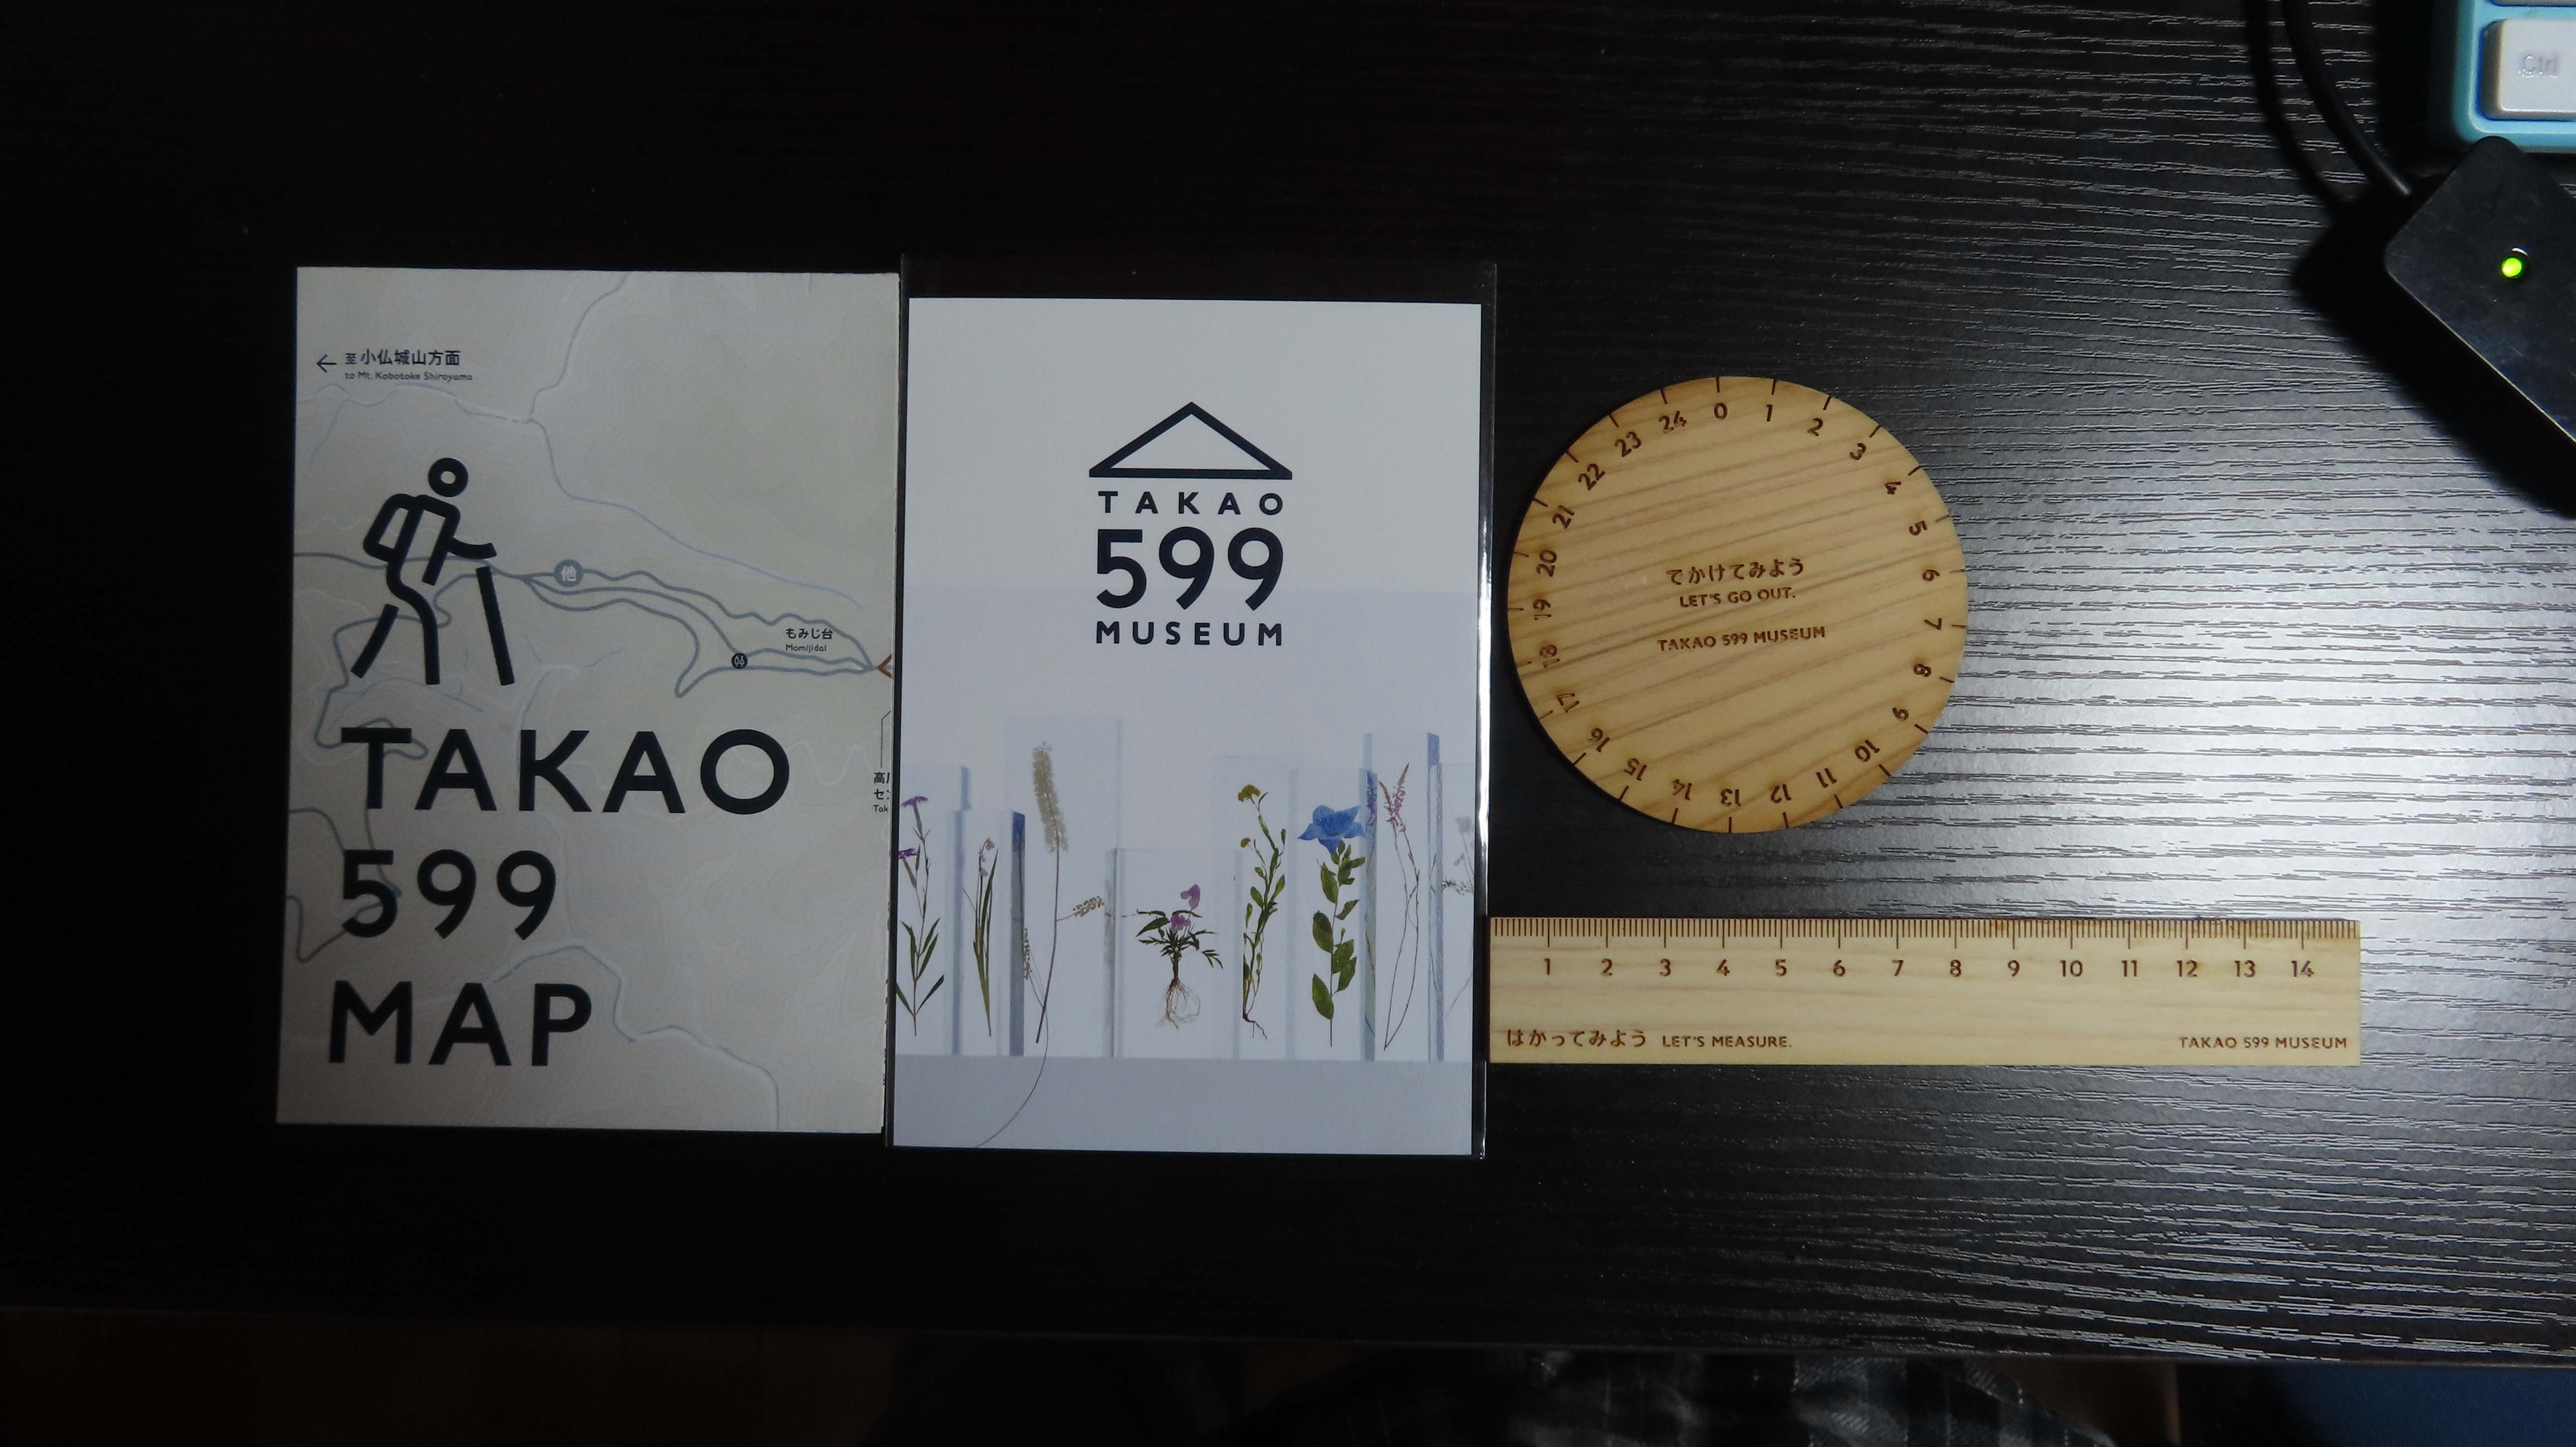 ← 至 小仏城山方面
to Mt. Kobotoke Shiroyama
他
もみじ台
Momijidai
TAKAO
599
MAP
TAKAO
599
MUSEUM
0 1 2 3 4 5 6 7 8 9 10 11 12 13 14 15 16 17 18 19 20 21 22 23 24
てかけてみよう
LET'S GO OUT.
TAKAO 599 MUSEUM
1 2 3 4 5 6 7 8 9 10 11 12 13 14
はかってみよう LET'S MEASURE.
TAKAO 599 MUSEUM
Ctrl